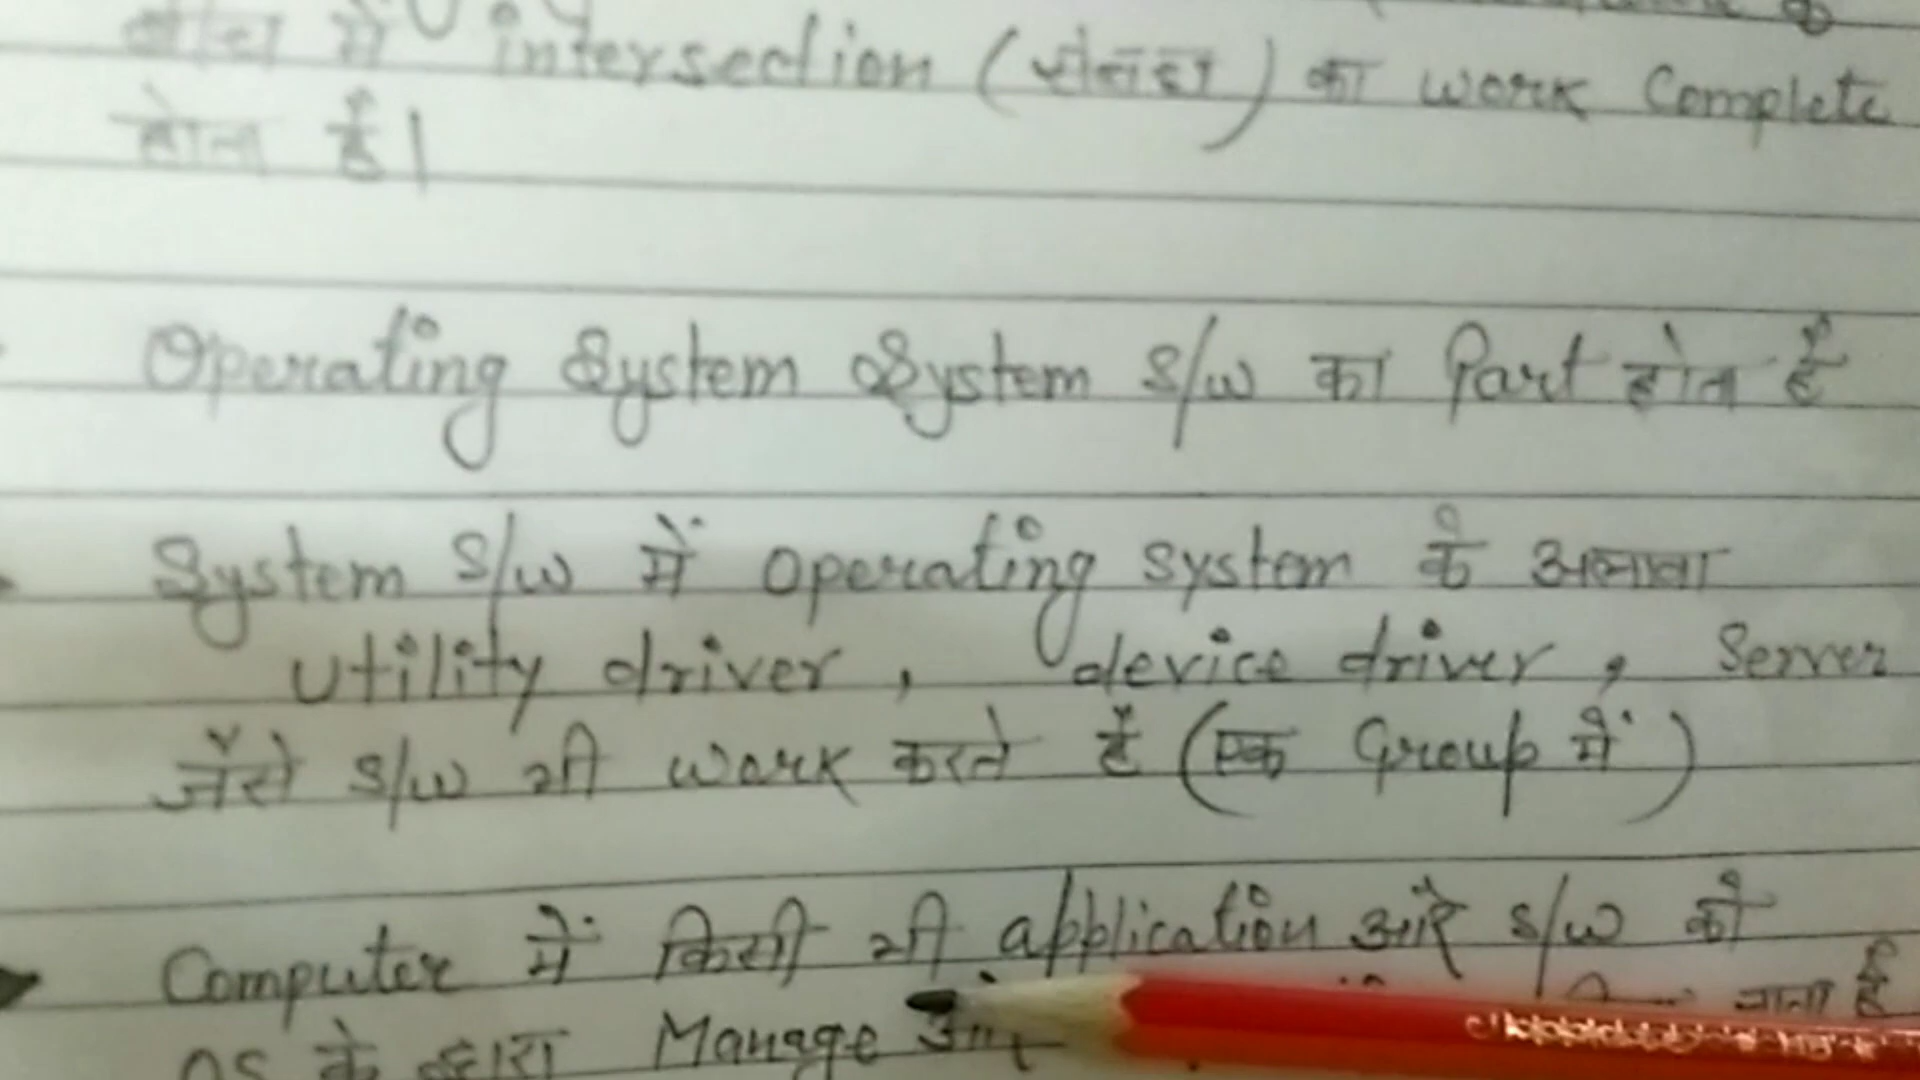 में intersection ( ) का work Complete
होता है।
Operating System System S/w का Part होता है
System S/w में operating system के अलावा
utility driver, device driver, Server
जैसे S/w भी work करते हैं (एक Group में)
Computer में किसी भी application और S/w को
OS के द्वारा Manage और जाता है